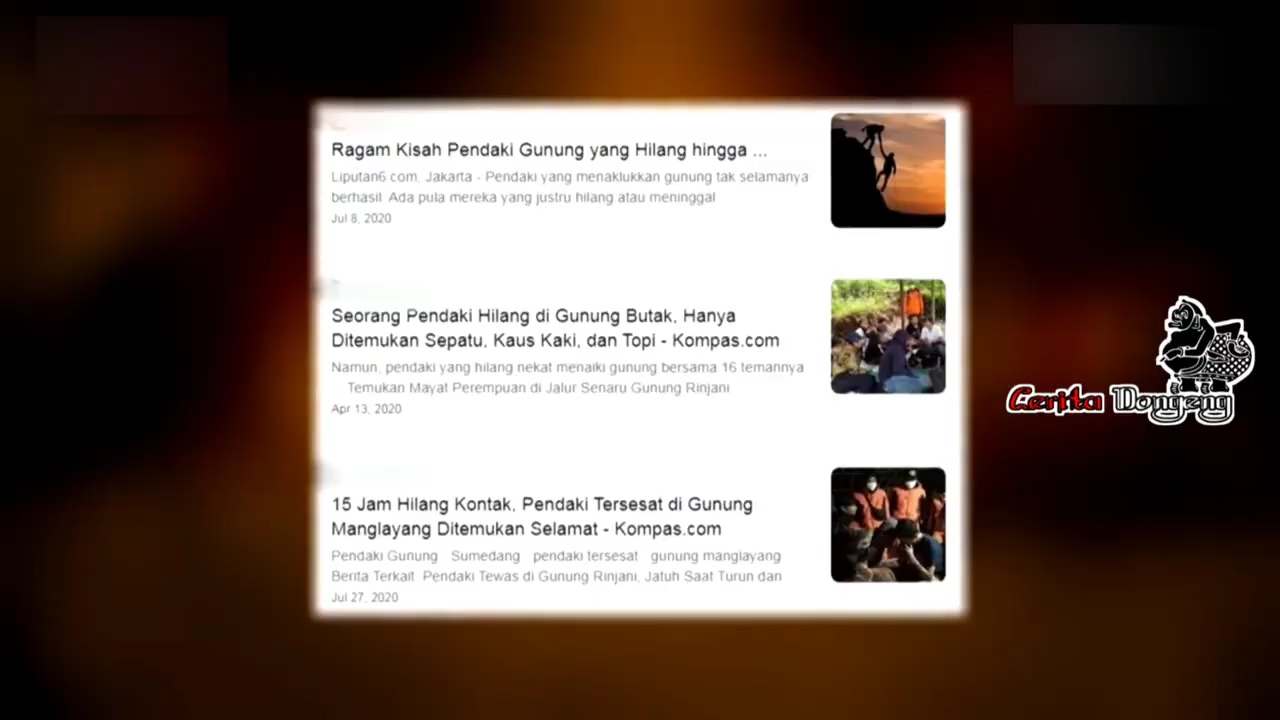 Ragam Kisah Pendaki Gunung yang Hilang hingga ...
Liputan6 com, Jakarta - Pendaki yang menaklukkan gunung tak selamanya
berhasil Ada pula mereka yang justru hilang atau meninggal
Jul 8, 2020
Seorang Pendaki Hilang di Gunung Butak, Hanya
Ditemukan Sepatu, Kaus Kaki, dan Topi - Kompas.com
Namun, pendaki yang hilang nekat menaiki gunung bersama 16 temannya
Temukan Mayat Perempuan di Jalur Senaru Gunung Rinjani
Apr 13, 2020
15 Jam Hilang Kontak, Pendaki Tersesat di Gunung
Manglayang Ditemukan Selamat - Kompas.com
Pendaki Gunung Sumedang pendaki tersesat gunung manglayang
Berita Terkait Pendaki Tewas di Gunung Rinjani, Jatuh Saat Turun dan
Jul 27, 2020
Cerita Dongeng